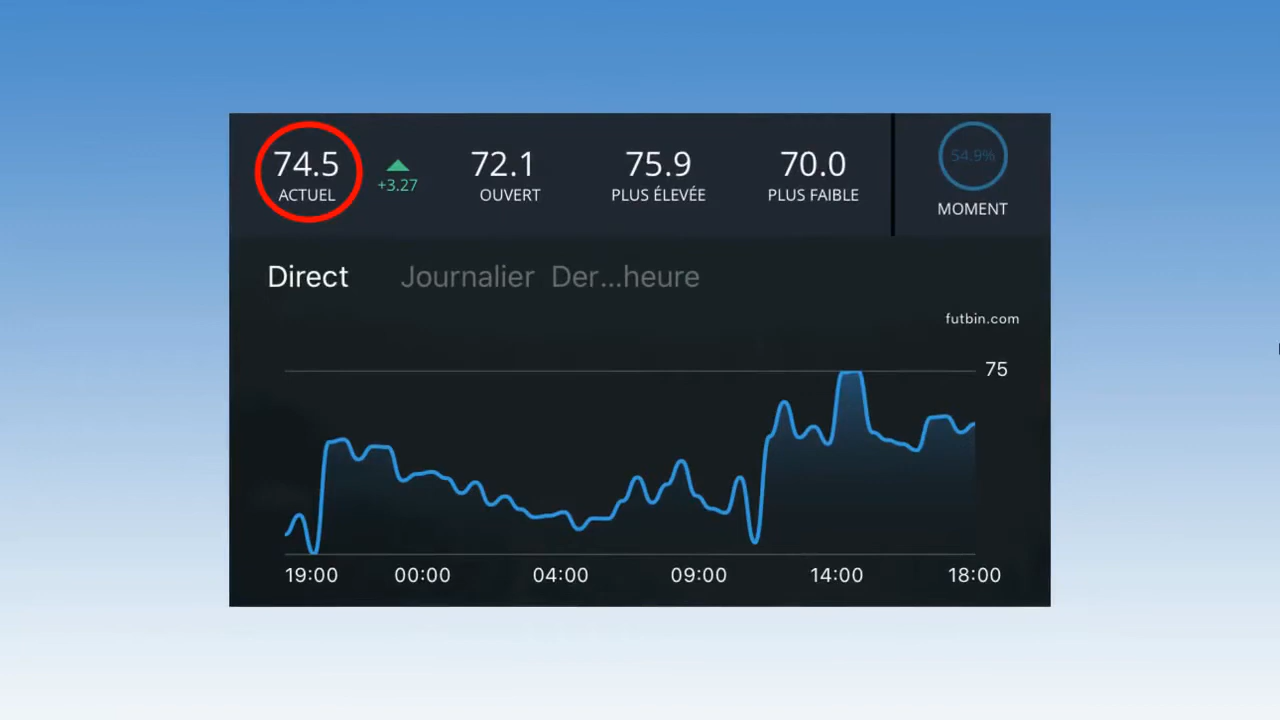 74.5 +3.27 72.1 75.9 70.0 54.9%
ACTUEL OUVERT PLUS ÉLEVÉE PLUS FAIBLE MOMENT
Direct Journalier Der...heure
futbin.com
75
19:00 00:00 04:00 09:00 14:00 18:00